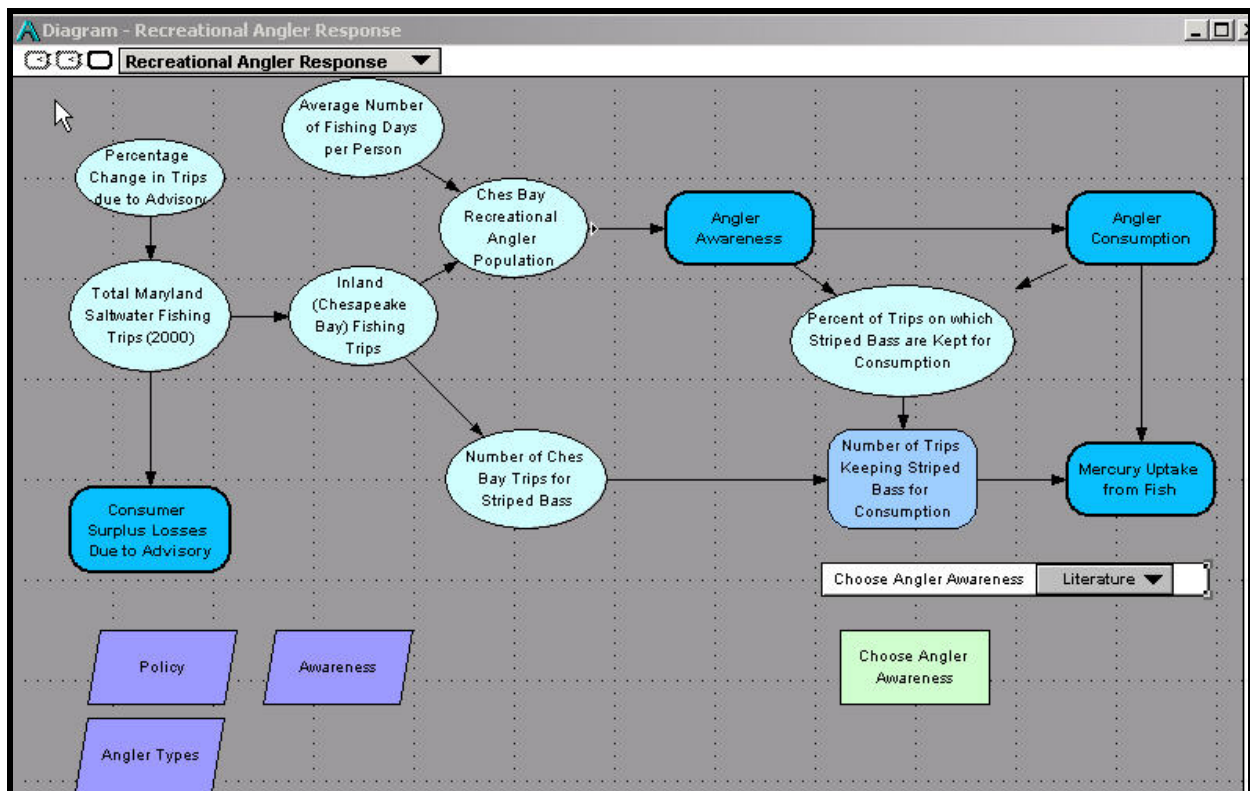 Diagram - Recreational Angler Response
Recreational Angler Response
Average Number
of Fishing Days
per Person
Percentage
Change in Trips
due to Advisory
Ches Bay
Recreational
Angler
Population
Angler
Awareness
Angler
Consumption
Total Maryland
Saltwater Fishing
Trips (2000)
Inland
(Chesapeake
Bay) Fishing
Trips
Percent of Trips on which
Striped Bass are Kept for
Consumption
Number of Ches
Bay Trips for
Striped Bass
Number of Trips
Keeping Striped
Bass for
Consumption
Mercury Uptake
from Fish
Consumer
Surplus Losses
Due to Advisory
Choose Angler Awareness Literature
Policy
Awareness
Choose Angler
Awareness
Angler Types